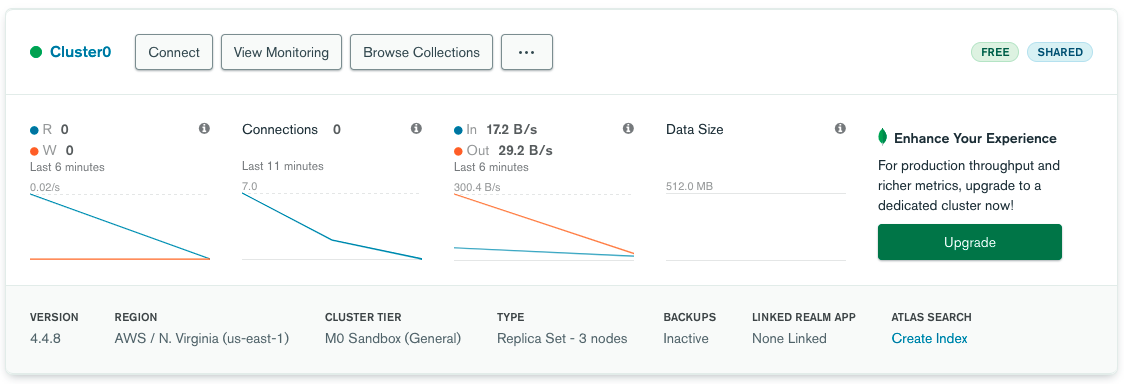 Cluster0
Connect
View Monitoring
Browse Collections
...
FREE
SHARED
R 0
W 0
Last 6 minutes
0.02/s
Connections 0
Last 11 minutes
7.0
In 17.2 B/s
Out 29.2 B/s
Last 6 minutes
300.4 B/s
Data Size
512.0 MB
Enhance Your Experience
For production throughput and
richer metrics, upgrade to a
dedicated cluster now!
Upgrade
VERSION
4.4.8
REGION
AWS / N. Virginia (us-east-1)
CLUSTER TIER
M0 Sandbox (General)
TYPE
Replica Set - 3 nodes
BACKUPS
Inactive
LINKED REALM APP
None Linked
ATLAS SEARCH
Create Index